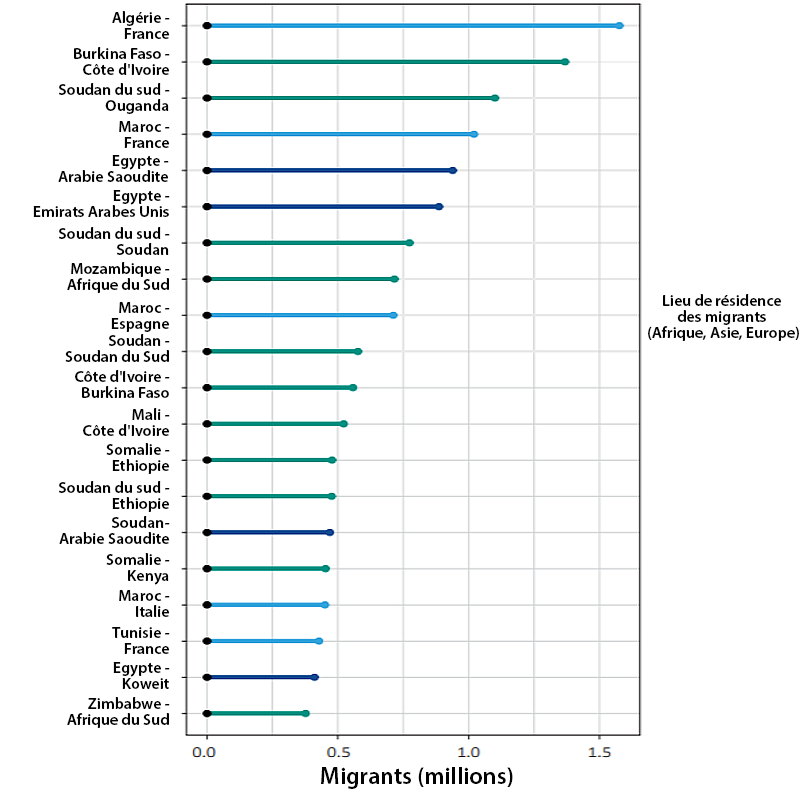 Algérie -
France
Burkina Faso -
Côte d'Ivoire
Soudan du sud -
Ouganda
Maroc -
France
Egypte -
Arabie Saoudite
Egypte -
Emirats Arabes Unis
Soudan du sud -
Soudan
Mozambique -
Afrique du Sud
Maroc -
Espagne
Soudan -
Soudan du Sud
Côte d'Ivoire -
Burkina Faso
Mali -
Côte d'Ivoire
Somalie -
Ethiopie
Soudan du sud -
Ethiopie
Soudan-
Arabie Saoudite
Somalie -
Kenya
Maroc -
Italie
Tunisie -
France
Egypte -
Koweit
Zimbabwe -
Afrique du Sud
0.0 0.5 1.0 1.5
Migrants (millions)
Lieu de résidence
des migrants
(Afrique, Asie, Europe)